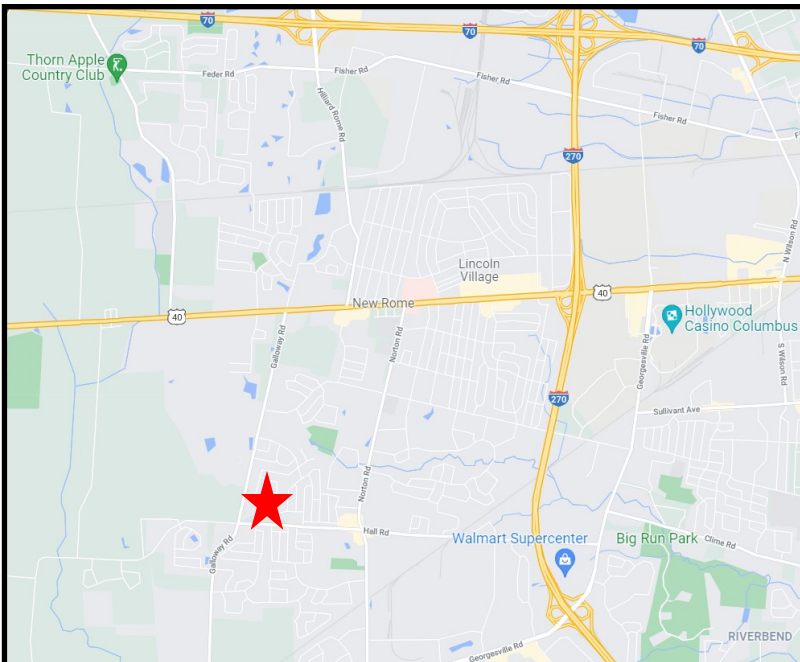 70
70
70
Thorn Apple
Country Club
Feder Rd
Fisher Rd
Fisher Rd
Fisher Rd
Hilliard Rome Rd
270
N Wilson Rd
Lincoln
Village
New Rome
40
40
Hollywood
Casino Columbus
Galloway Rd
Norton Rd
Georgesville Rd
S Wilson Rd
270
Sullivant Ave
Norton Rd
Hall Rd
Galloway Rd
Walmart Supercenter
Big Run Park
Clime Rd
RIVERBEND
Georgesville Rd